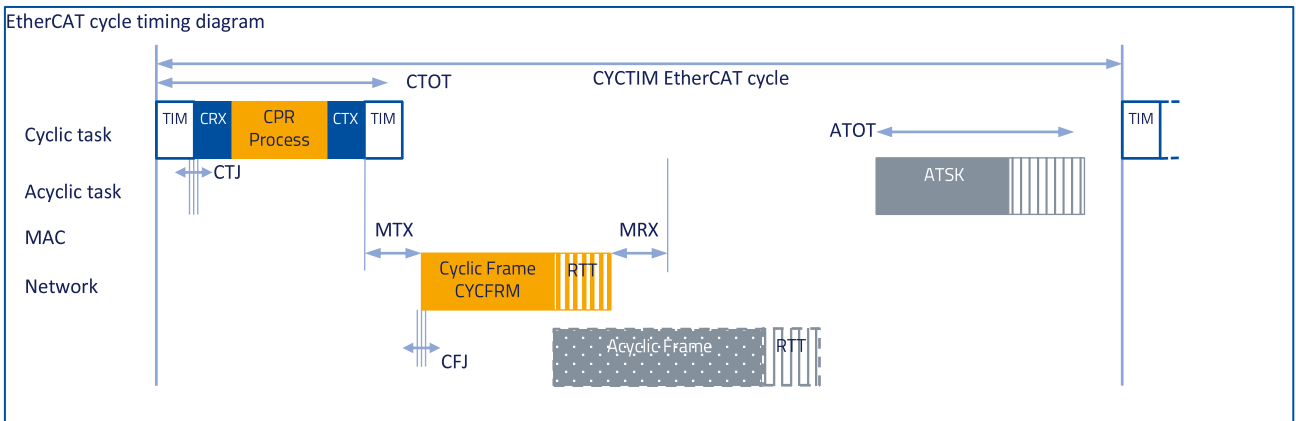 EtherCAT cycle timing diagram
CYCTIM EtherCAT cycle
CTOT
Cyclic task
TIM
CRX
CPR
Process
CTX
TIM
ATOT
TIM
CTJ
Acyclic task
ATSK
MAC
MTX
MRX
Network
Cyclic Frame
CYCFRM
RTT
CFJ
Acyclic Frame
RTT